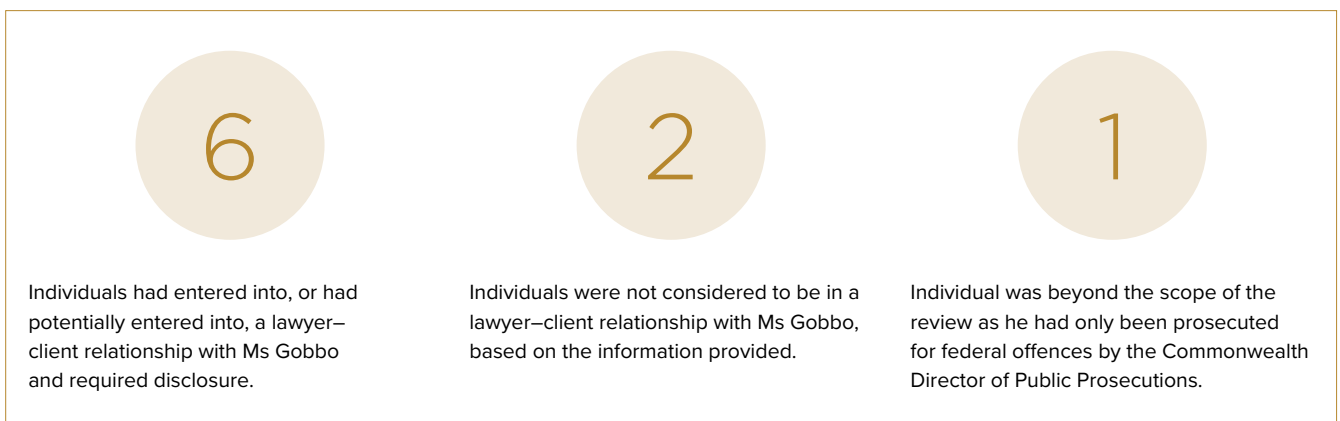 6
Individuals had entered into, or had
potentially entered into, a lawyer–
client relationship with Ms Gobbo
and required disclosure.
2
Individuals were not considered to be in a
lawyer–client relationship with Ms Gobbo,
based on the information provided.
1
Individual was beyond the scope of the
review as he had only been prosecuted
for federal offences by the Commonwealth
Director of Public Prosecutions.